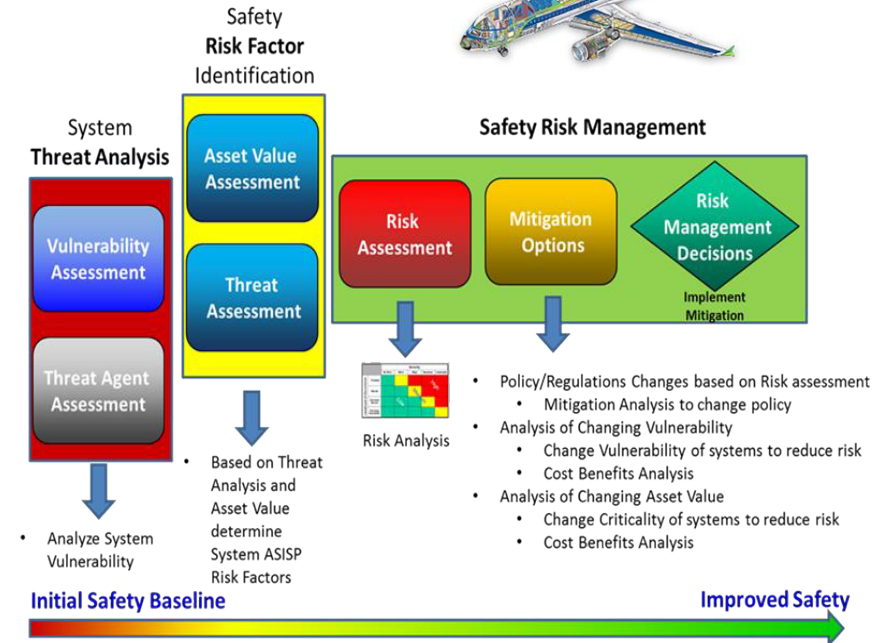 Safety
Risk Factor
Identification
System
Threat Analysis
Safety Risk Management
Asset Value
Assessment
Threat
Assessment
Vulnerability
Assessment
Threat Agent
Assessment
Risk
Assessment
Mitigation
Options
Risk
Management
Decisions
Implement
Mitigation
Risk Analysis
• Analyze System
Vulnerability
• Based on Threat
Analysis and
Asset Value
determine
System ASISP
Risk Factors
• Policy/Regulations Changes based on Risk assessment
• Mitigation Analysis to change policy
• Analysis of Changing Vulnerability
• Change Vulnerability of systems to reduce risk
• Cost Benefits Analysis
• Analysis of Changing Asset Value
• Change Criticality of systems to reduce risk
• Cost Benefits Analysis
Initial Safety Baseline
Improved Safety